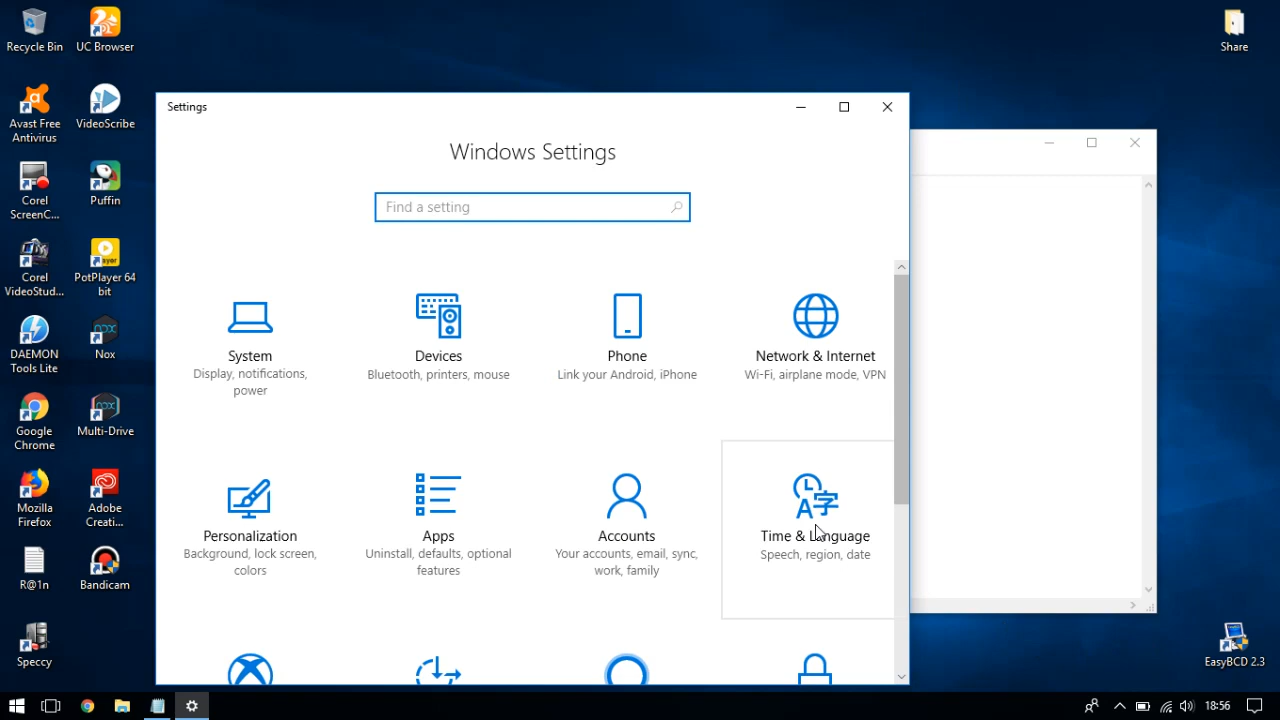 Recycle Bin
UC Browser
Share
Avast Free
Antivirus
VideoScribe
Corel
ScreenC...
Puffin
Corel
VideoStud...
PotPlayer 64
bit
DAEMON
Tools Lite
Nox
Google
Chrome
Multi-Drive
Mozilla
Firefox
Adobe
Creati...
R@1n
Bandicam
Speccy
EasyBCD 2.3
Settings
Windows Settings
Find a setting
System
Display, notifications,
power
Devices
Bluetooth, printers, mouse
Phone
Link your Android, iPhone
Network & Internet
Wi-Fi, airplane mode, VPN
Personalization
Background, lock screen,
colors
Apps
Uninstall, defaults, optional
features
Accounts
Your accounts, email, sync,
work, family
A字
Time & Language
Speech, region, date
18:56